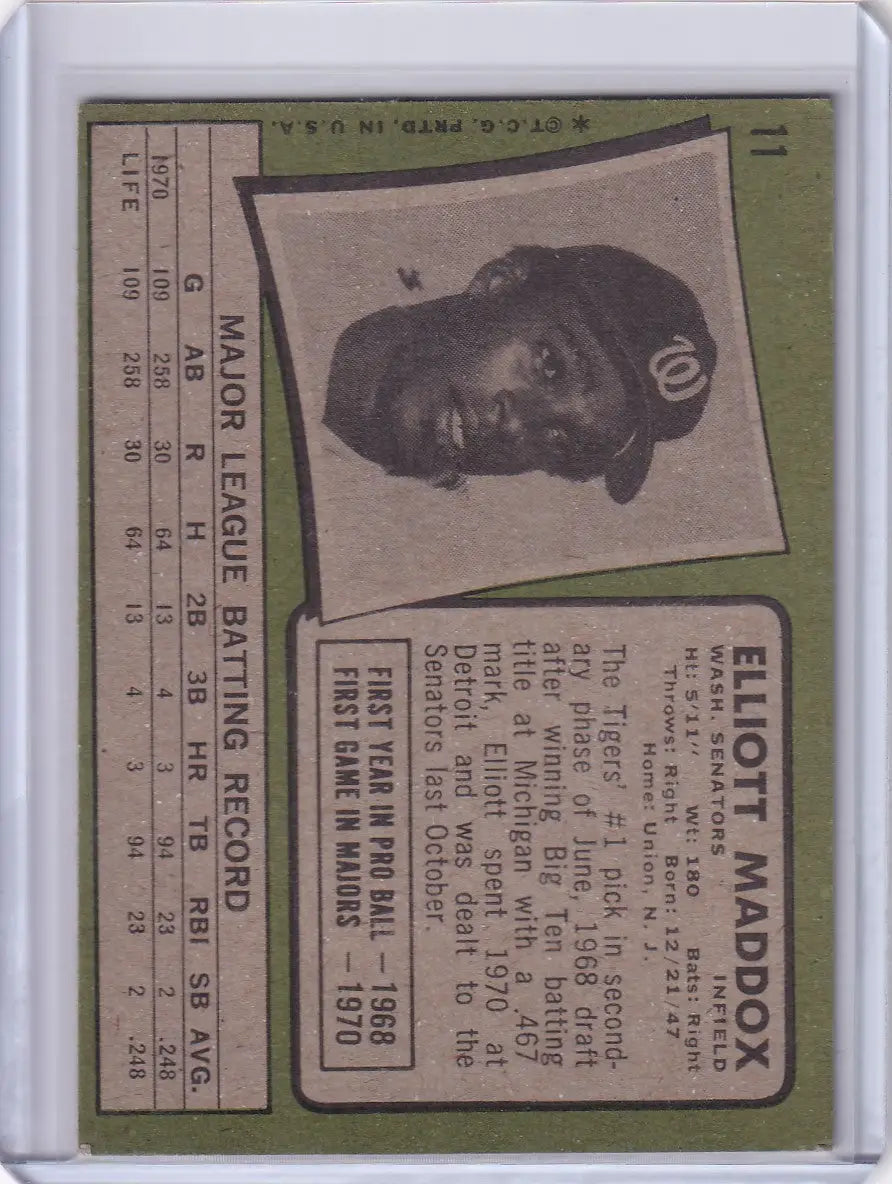 11
✱©T.C.G. PRTD. IN U.S.A.
W
ELLIOTT MADDOX
WASH. SENATORS INFIELD
Ht: 5'11" Wt: 180 Bats: Right
Throws: Right Born: 12/21/47
Home: Union, N. J.
The Tigers' #1 pick in second-
ary phase of June, 1968 draft
after winning Big Ten batting
title at Michigan with a .467
mark, Elliott spent 1970 at
Detroit and was dealt to the
Senators last October.
FIRST YEAR IN PRO BALL — 1968
FIRST GAME IN MAJORS — 1970
MAJOR LEAGUE BATTING RECORD
G AB R H 2B 3B HR TB RBI SB AVG.
1970 109 258 30 64 13 4 3 94 23 2 .248
LIFE 109 258 30 64 13 4 3 94 23 2 .248